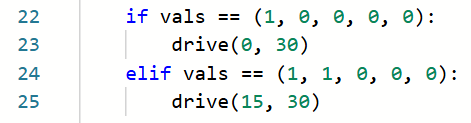 22 if vals == (1, 0, 0, 0, 0):
23 drive(0, 30)
24 elif vals == (1, 1, 0, 0, 0):
25 drive(15, 30)